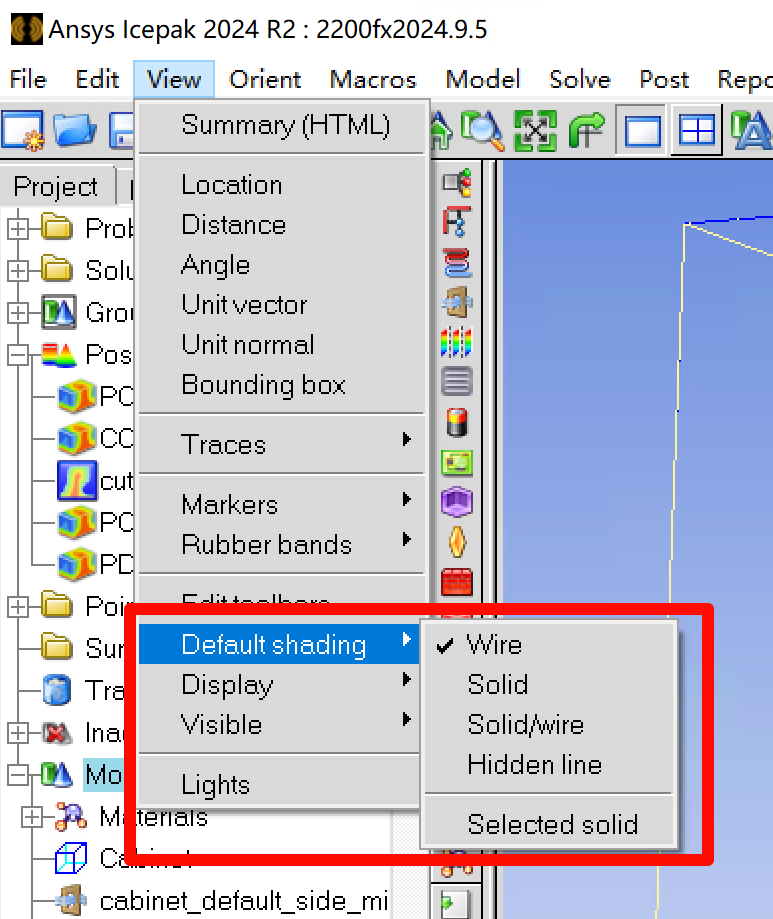 Ansys Icepak 2024 R2 : 2200fx2024.9.5
File Edit View Orient Macros Model Solve Post Repo
Summary (HTML)
Project
Location
Distance
Angle
Unit vector
Unit normal
Bounding box
Traces
Markers
Rubber bands
Edit toolbars
Default shading
Display
Visible
Lights
Wire
Solid
Solid/wire
Hidden line
Selected solid
Prob
Solu
Grou
Pos
PC
CC
cut
PC
PD
Poin
Sur
Tra
Ina
Mo
Materials
Cabinet
cabinet_default_side_mi